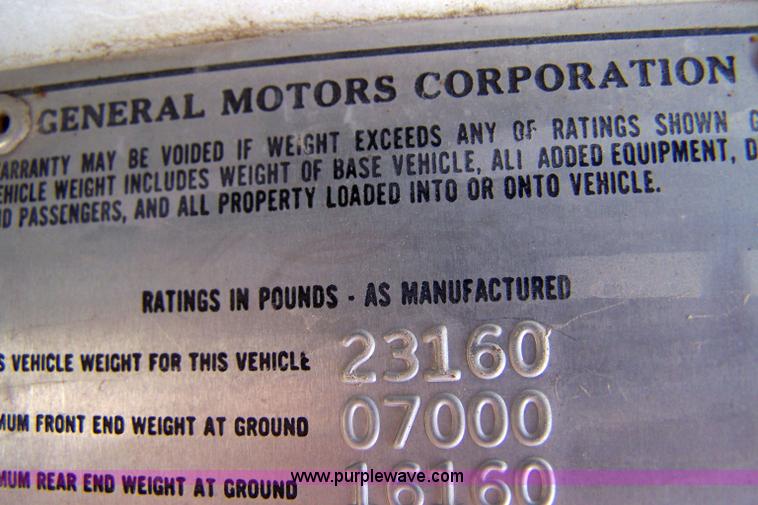 GENERAL MOTORS CORPORATION
WARRANTY MAY BE VOIDED IF WEIGHT EXCEEDS ANY OF RATINGS SHOWN
VEHICLE WEIGHT INCLUDES WEIGHT OF BASE VEHICLE, ALL ADDED EQUIPMENT,
PASSENGERS, AND ALL PROPERTY LOADED INTO OR ONTO VEHICLE.
RATINGS IN POUNDS - AS MANUFACTURED
VEHICLE WEIGHT FOR THIS VEHICLE 23160
MUM FRONT END WEIGHT AT GROUND 07000
MUM REAR END WEIGHT AT GROUND 16160
www.purplewave.com